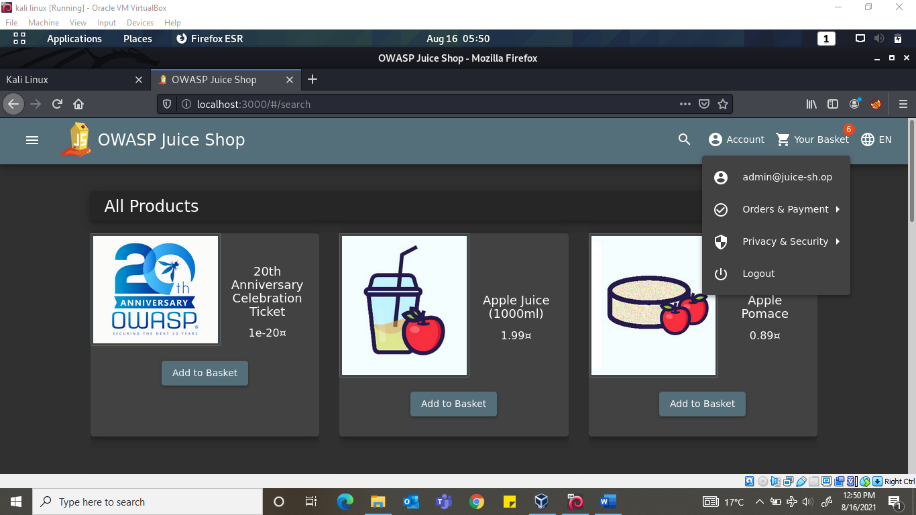 kali linux [Running] - Oracle VM VirtualBox
File Machine View Input Devices Help
Applications Places Firefox ESR Aug 16 05:50 1
OWASP Juice Shop - Mozilla Firefox
Kali Linux OWASP Juice Shop
localhost:3000/#/search
OWASP Juice Shop Account Your Basket 6 EN
admin@juice-sh.op
Orders & Payment
Privacy & Security
Logout
All Products
20th
ANNIVERSARY
OWASP
SECURING THE NEXT 20 YEARS
20th
Anniversary
Celebration
Ticket
1e-20¤
Add to Basket
Apple Juice
(1000ml)
1.99¤
Add to Basket
Apple
Pomace
0.89¤
Add to Basket
Right Ctrl
Type here to search
17°C
12:50 PM
8/16/2021
1